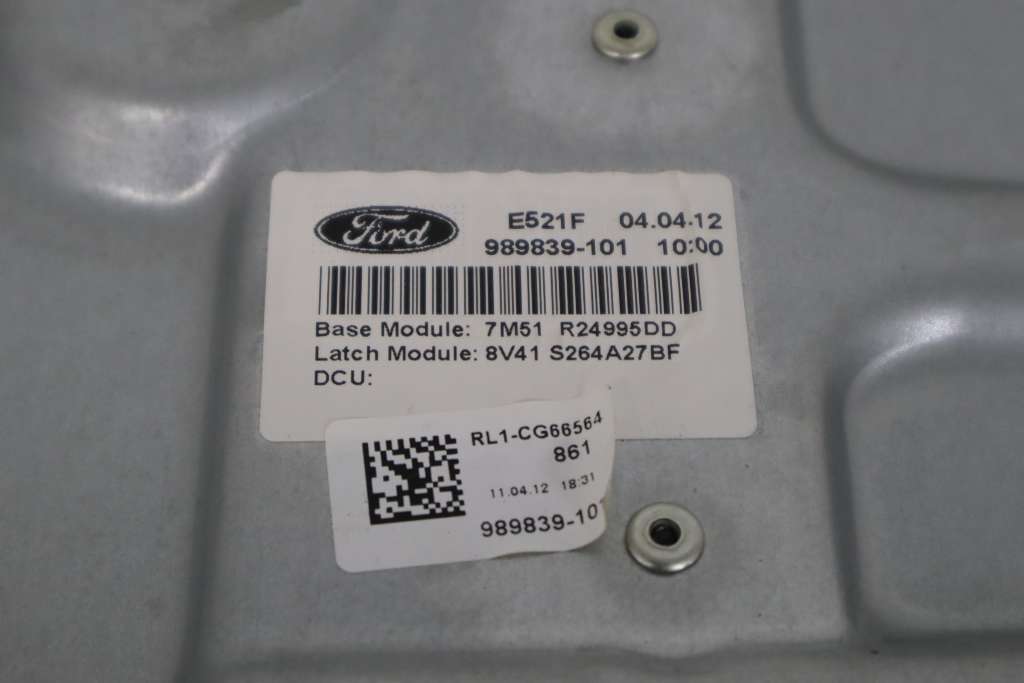 Ford
E521F 04.04.12
989839-101 10:00
Base Module: 7M51 R24995DD
Latch Module: 8V41 S264A27BF
DCU:
RL1-CG66564
861
11.04.12 18:31
989839-101